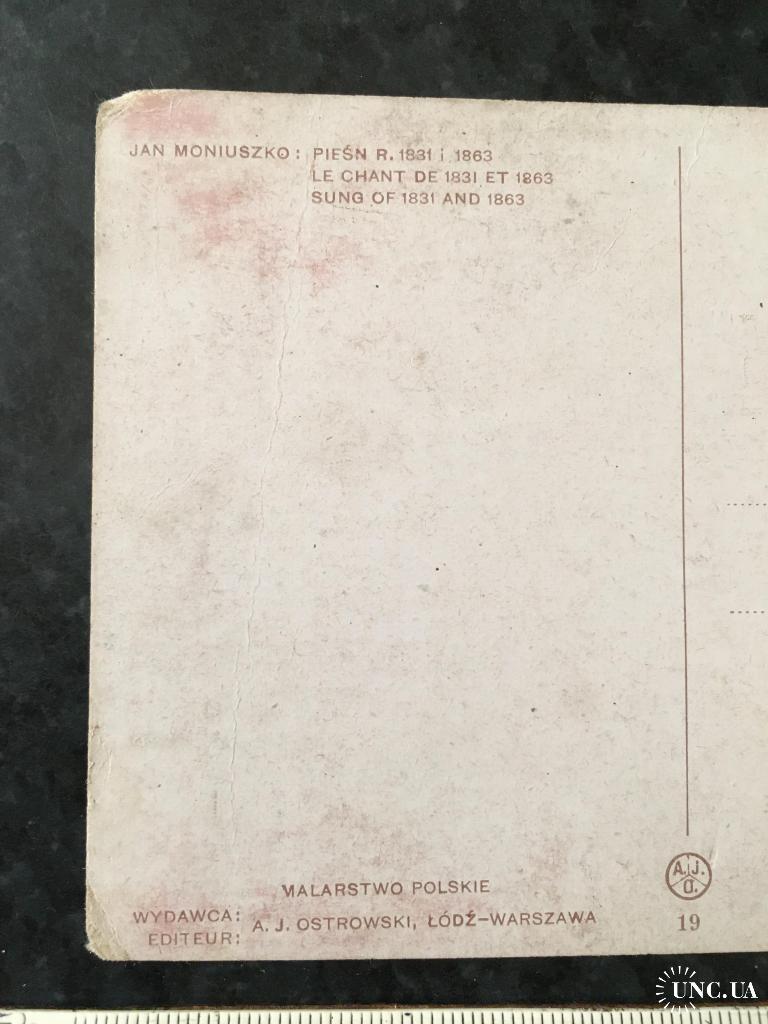 JAN MONIUSZKO: PIEŚN R. 1831 i 1863
LE CHANT DE 1831 ET 1863
SUNG OF 1831 AND 1863
MALARSTWO POLSKIE
WYDAWCA:
EDITEUR:
A. J. OSTROWSKI, ŁÓDŹ–WARSZAWA
A. J.
O.
19
UNC.UA